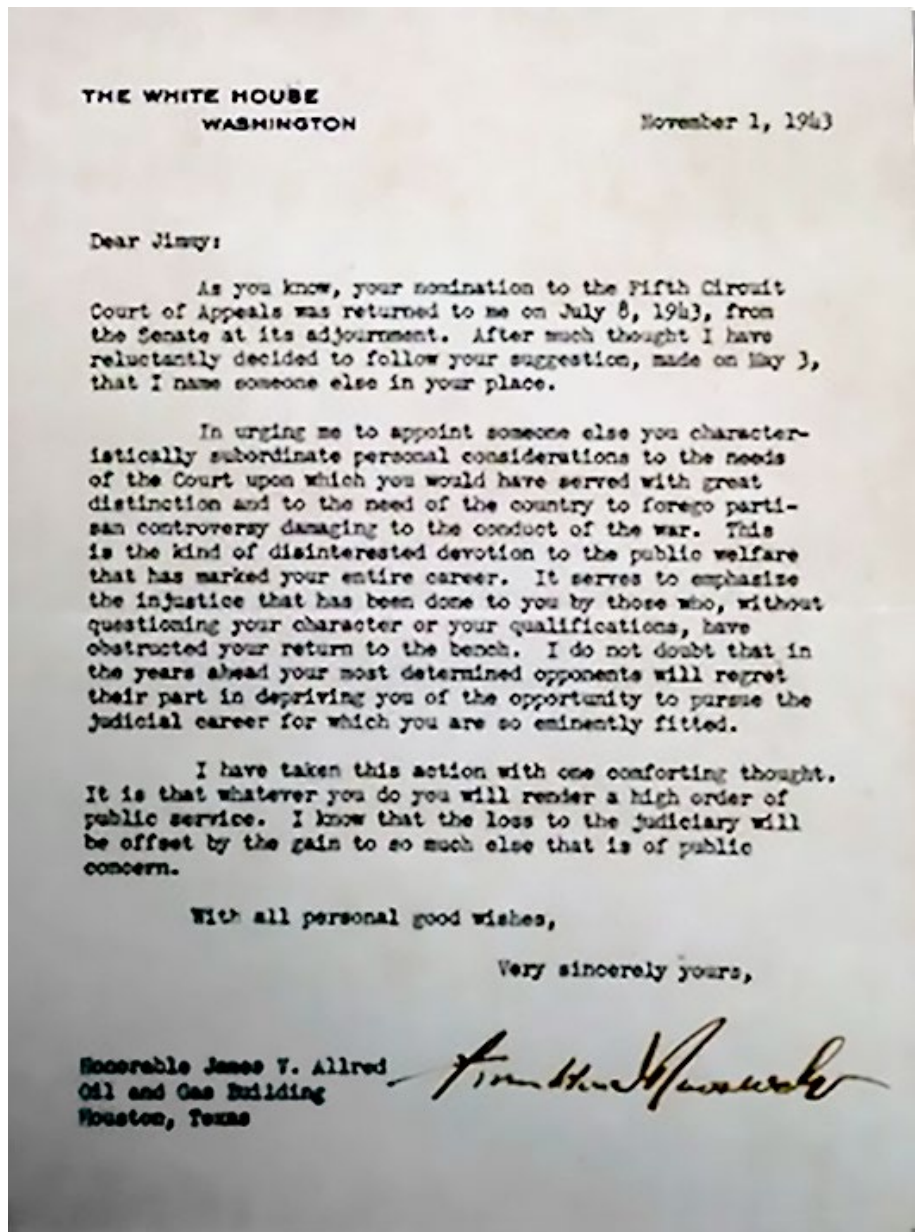 THE WHITE HOUSE
WASHINGTON
November 1, 1943
Dear Jimmy:
As you know, your nomination to the Fifth Circuit
Court of Appeals was returned to me on July 8, 1943, from
the Senate at its adjournment. After much thought I have
reluctantly decided to follow your suggestion, made on May 3,
that I name someone else in your place.
In urging me to appoint someone else you character-
istically subordinate personal considerations to the needs
of the Court upon which you would have served with great
distinction and to the need of the country to forego parti-
san controversy damaging to the conduct of the war. This
is the kind of disinterested devotion to the public welfare
that has marked your entire career. It serves to emphasize
the injustice that has been done to you by those who, without
questioning your character or your qualifications, have
obstructed your return to the bench. I do not doubt that in
the years ahead your most determined opponents will regret
their part in depriving you of the opportunity to pursue the
judicial career for which you are so eminently fitted.
I have taken this action with one comforting thought.
It is that whatever you do you will render a high order of
public service. I know that the loss to the judiciary will
be offset by the gain to so much else that is of public
concern.
With all personal good wishes,
Very sincerely yours,
Franklin D Roosevelt
Honorable James V. Allred
Oil and Gas Building
Houston, Texas